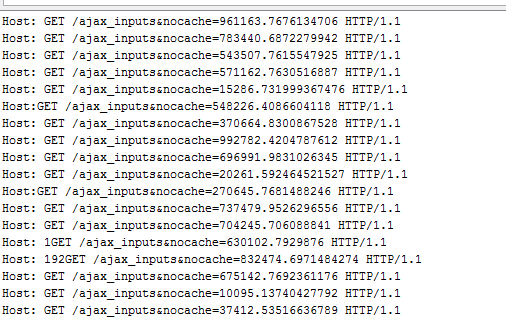 Host: GET /ajax_inputs&nocache=961163.7676134706 HTTP/1.1
Host: GET /ajax_inputs&nocache=783440.6872279942 HTTP/1.1
Host: GET /ajax_inputs&nocache=543507.7615547925 HTTP/1.1
Host: GET /ajax_inputs&nocache=571162.7630516887 HTTP/1.1
Host: GET /ajax_inputs&nocache=15286.731999367476 HTTP/1.1
Host:GET /ajax_inputs&nocache=548226.4086604118 HTTP/1.1
Host: GET /ajax_inputs&nocache=370664.8300867528 HTTP/1.1
Host: GET /ajax_inputs&nocache=992782.4204787612 HTTP/1.1
Host: GET /ajax_inputs&nocache=696991.9831026345 HTTP/1.1
Host: GET /ajax_inputs&nocache=20261.592464521527 HTTP/1.1
Host:GET /ajax_inputs&nocache=270645.7681488246 HTTP/1.1
Host: GET /ajax_inputs&nocache=737479.9526296556 HTTP/1.1
Host: GET /ajax_inputs&nocache=704245.706088841 HTTP/1.1
Host: 1GET /ajax_inputs&nocache=630102.7929876 HTTP/1.1
Host: 192GET /ajax_inputs&nocache=832474.6971484274 HTTP/1.1
Host: GET /ajax_inputs&nocache=675142.7692361176 HTTP/1.1
Host: GET /ajax_inputs&nocache=10095.13740427792 HTTP/1.1
Host: GET /ajax_inputs&nocache=37412.53516636789 HTTP/1.1